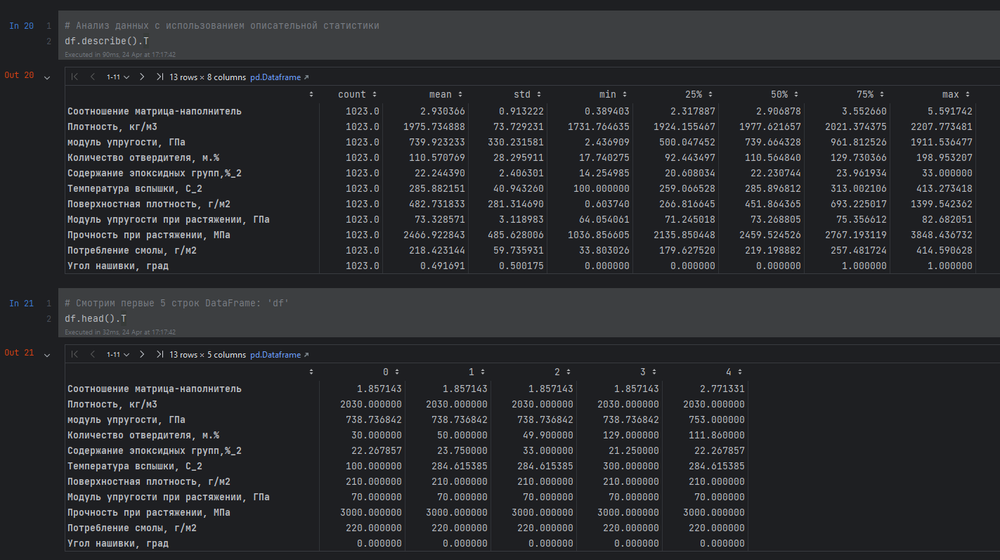 In 20 1 # Анализ данных с использованием описательной статистики
2 df.describe().T
Executed in 90ms, 24 Apr at 17:17:42
Out 20 1-11 13 rows × 8 columns pd.Dataframe
count mean std min 25% 50% 75% max
Соотношение матрица-наполнитель 1023.0 2.930366 0.913222 0.389403 2.317887 2.906878 3.552660 5.591742
Плотность, кг/м3 1023.0 1975.734888 73.729231 1731.764635 1924.155467 1977.621657 2021.374375 2207.773481
модуль упругости, ГПа 1023.0 739.923233 330.231581 2.436909 500.047452 739.664328 961.812526 1911.536477
Количество отвердителя, м.% 1023.0 110.570769 28.295911 17.740275 92.443497 110.564840 129.730366 198.953207
Содержание эпоксидных групп,%_2 1023.0 22.244390 2.406301 14.254985 20.608034 22.230744 23.961934 33.000000
Температура вспышки, С_2 1023.0 285.882151 40.943260 100.000000 259.066528 285.896812 313.002106 413.273418
Поверхностная плотность, г/м2 1023.0 482.731833 281.314690 0.603740 266.816645 451.864365 693.225017 1399.542362
Модуль упругости при растяжении, ГПа 1023.0 73.328571 3.118983 64.054061 71.245018 73.268805 75.356612 82.682051
Прочность при растяжении, МПа 1023.0 2466.922843 485.628006 1036.856605 2135.850448 2459.524526 2767.193119 3848.436732
Потребление смолы, г/м2 1023.0 218.423144 59.735931 33.803026 179.627520 219.198882 257.481724 414.590628
Угол нашивки, град 1023.0 0.491691 0.500175 0.000000 0.000000 0.000000 1.000000 1.000000
In 21 1 # Смотрим первые 5 строк DataFrame: 'df'
2 df.head().T
Executed in 32ms, 24 Apr at 17:17:42
Out 21 1-11 13 rows × 5 columns pd.Dataframe
0 1 2 3 4
Соотношение матрица-наполнитель 1.857143 1.857143 1.857143 1.857143 2.771331
Плотность, кг/м3 2030.000000 2030.000000 2030.000000 2030.000000 2030.000000
модуль упругости, ГПа 738.736842 738.736842 738.736842 738.736842 753.000000
Количество отвердителя, м.% 30.000000 50.000000 49.900000 129.000000 111.860000
Содержание эпоксидных групп,%_2 22.267857 23.750000 33.000000 21.250000 22.267857
Температура вспышки, С_2 100.000000 284.615385 284.615385 300.000000 284.615385
Поверхностная плотность, г/м2 210.000000 210.000000 210.000000 210.000000 210.000000
Модуль упругости при растяжении, ГПа 70.000000 70.000000 70.000000 70.000000 70.000000
Прочность при растяжении, МПа 3000.000000 3000.000000 3000.000000 3000.000000 3000.000000
Потребление смолы, г/м2 220.000000 220.000000 220.000000 220.000000 220.000000
Угол нашивки, град 0.000000 0.000000 0.000000 0.000000 0.000000